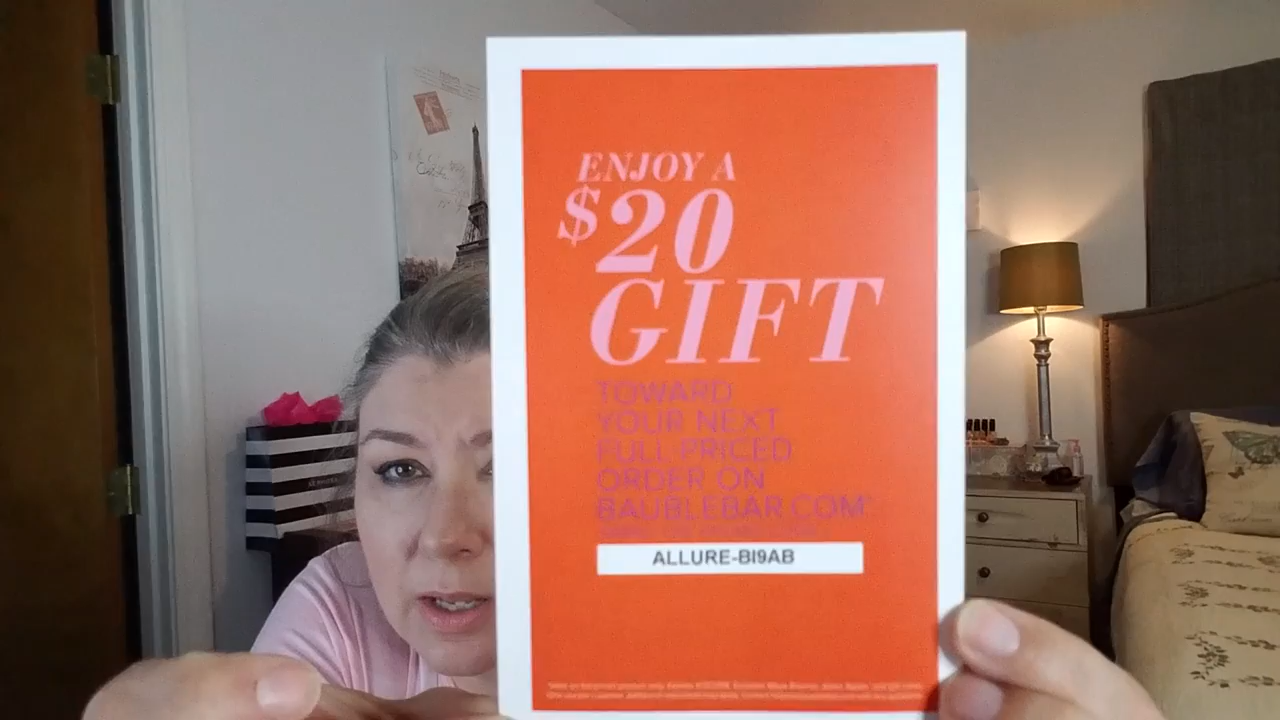 ENJOY A
$20
GIFT
TOWARD
YOUR NEXT
FULL-PRICED
ORDER ON
BAUBLEBAR.COM*
ALLURE-BI9AB